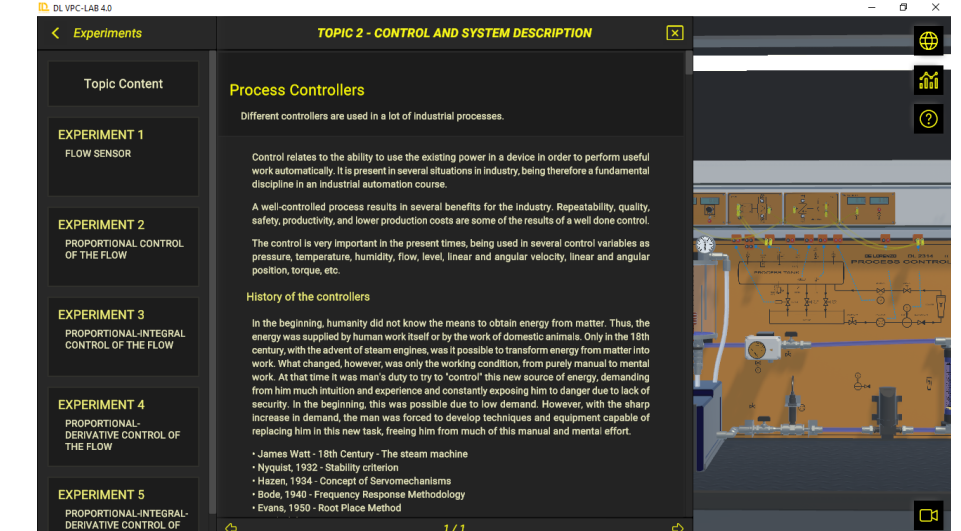 DL VPC-LAB 4.0
Experiments
TOPIC 2 - CONTROL AND SYSTEM DESCRIPTION
Topic Content
EXPERIMENT 1
FLOW SENSOR
EXPERIMENT 2
PROPORTIONAL CONTROL
OF THE FLOW
EXPERIMENT 3
PROPORTIONAL-INTEGRAL
CONTROL OF THE FLOW
EXPERIMENT 4
PROPORTIONAL-
DERIVATIVE CONTROL OF
THE FLOW
EXPERIMENT 5
PROPORTIONAL-INTEGRAL-
DERIVATIVE CONTROL OF
Process Controllers
Different controllers are used in a lot of industrial processes.
Control relates to the ability to use the existing power in a device in order to perform useful
work automatically. It is present in several situations in industry, being therefore a fundamental
discipline in an industrial automation course.
A well-controlled process results in several benefits for the industry. Repeatability, quality,
safety, productivity, and lower production costs are some of the results of a well done control.
The control is very important in the present times, being used in several control variables as
pressure, temperature, humidity, flow, level, linear and angular velocity, linear and angular
position, torque, etc.
History of the controllers
In the beginning, humanity did not know the means to obtain energy from matter. Thus, the
energy was supplied by human work itself or by the work of domestic animals. Only in the 18th
century, with the advent of steam engines, was it possible to transform energy from matter into
work. What changed, however, was only the working condition, from purely manual to mental
work. At that time it was man's duty to try to "control" this new source of energy, demanding
from him much intuition and experience and constantly exposing him to danger due to lack of
security. In the beginning, this was possible due to low demand. However, with the sharp
increase in demand, the man was forced to develop techniques and equipment capable of
replacing him in this new task, freeing him from much of this manual and mental effort.
• James Watt - 18th Century - The steam machine
• Nyquist, 1932 - Stability criterion
• Hazen, 1934 - Concept of Servomechanisms
• Bode, 1940 - Frequency Response Methodology
• Evans, 1950 - Root Place Method
1/1
DL 2314
PROCESS CONTROL
PROCESS TANK